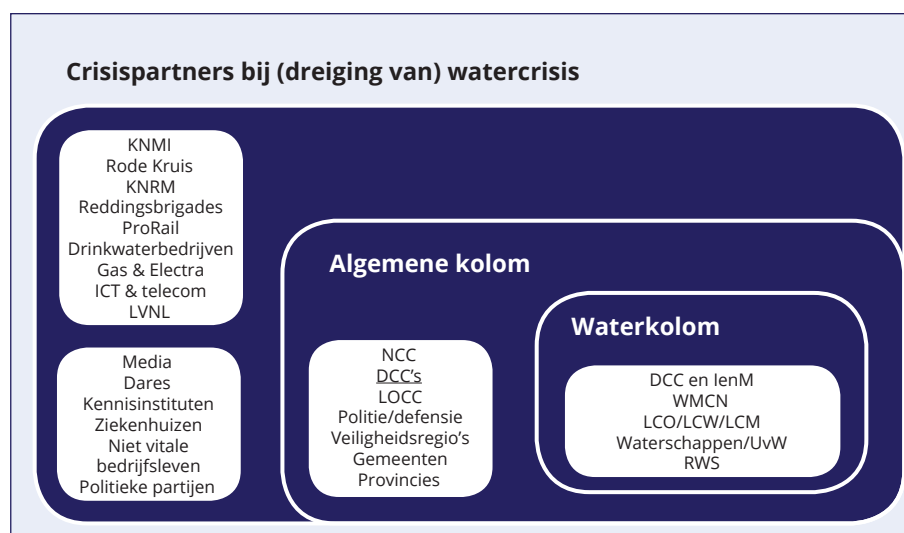 Crisispartners bij (dreiging van) watercrisis
KNMI
Rode Kruis
KNRM
Reddingsbrigades
ProRail
Drinkwaterbedrijven
Gas & Electra
ICT & telecom
LVNL
Media
Dares
Kennisinstituten
Ziekenhuizen
Niet vitale
bedrijfsleven
Politieke partijen
Algemene kolom
NCC
DCC’s
LOCC
Politie/defensie
Veiligheidsregio’s
Gemeenten
Provincies
Waterkolom
DCC en IenM
WMCN
LCO/LCW/LCM
Waterschappen/UvW
RWS